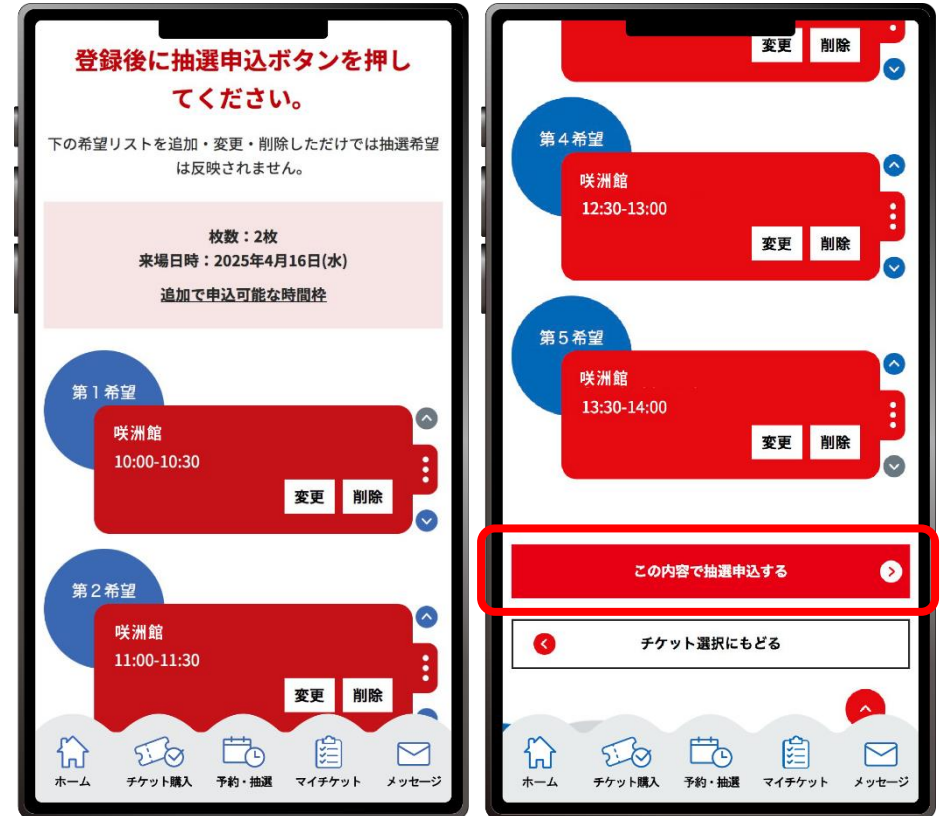 登録後に抽選申込ボタンを押し
てください。
下の希望リストを追加・変更・削除しただけでは抽選希望
は反映されません。
枚数：2枚
来場日時：2025年4月16日(水)
追加で申込可能な時間枠
第1希望
咲洲館
10:00-10:30
変更 削除
第2希望
咲洲館
11:00-11:30
変更 削除
ホーム チケット購入 予約・抽選 マイチケット メッセージ
変更 削除
第4希望
咲洲館
12:30-13:00
変更 削除
第5希望
咲洲館
13:30-14:00
変更 削除
この内容で抽選申込する
チケット選択にもどる
ホーム チケット購入 予約・抽選 マイチケット メッセージ